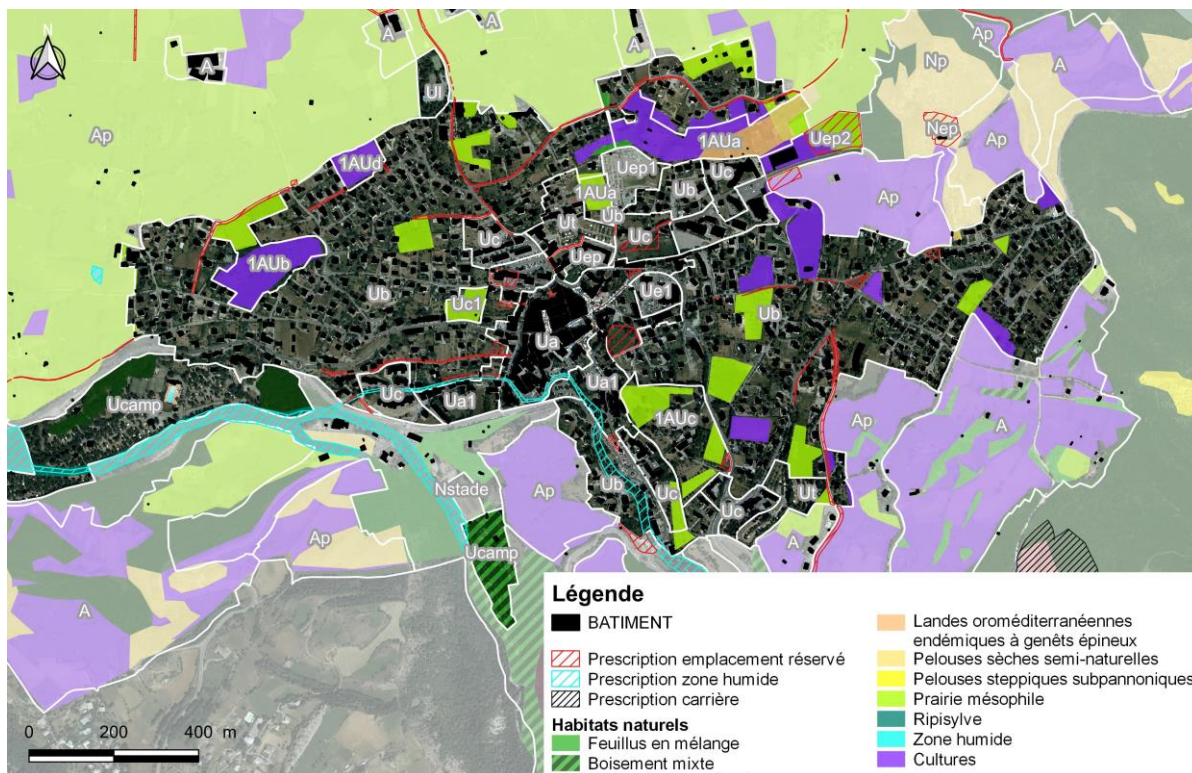 A
A
A
Ap
A
Np
Ul
Ap
Nep
Ap
1AUa
Uep2
1AUd
Uep1
Uc
1AUa
Ub
Ap
Ut
Ub
Uc
Uc
1AUb
Uep
Ub
Uc1
Ue1
Ub
Ua
Ua1
Uc
Ucamp
Ua1
1AUc
Ap
A
Nstade
Ap
Ub
Uc
Uc
Ut
Ap
Ucamp
A
A
N
0 200 400 m
Légende
BATIMENT
Prescription emplacement réservé
Prescription zone humide
Prescription carrière
Habitats naturels
Feuillus en mélange
Boisement mixte
Landes oroméditerranéennes
endémiques à genêts épineux
Pelouses sèches semi-naturelles
Pelouses steppiques subpannoniques
Prairie mésophile
Ripisylve
Zone humide
Cultures